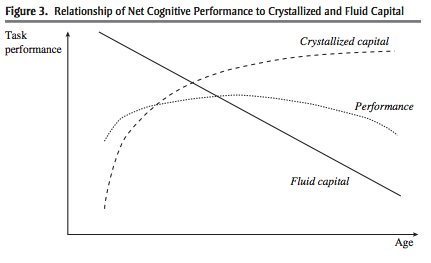 Figure 3. Relationship of Net Cognitive Performance to Crystallized and Fluid Capital
Task
performance
Crystallized capital
Performance
Fluid capital
Age